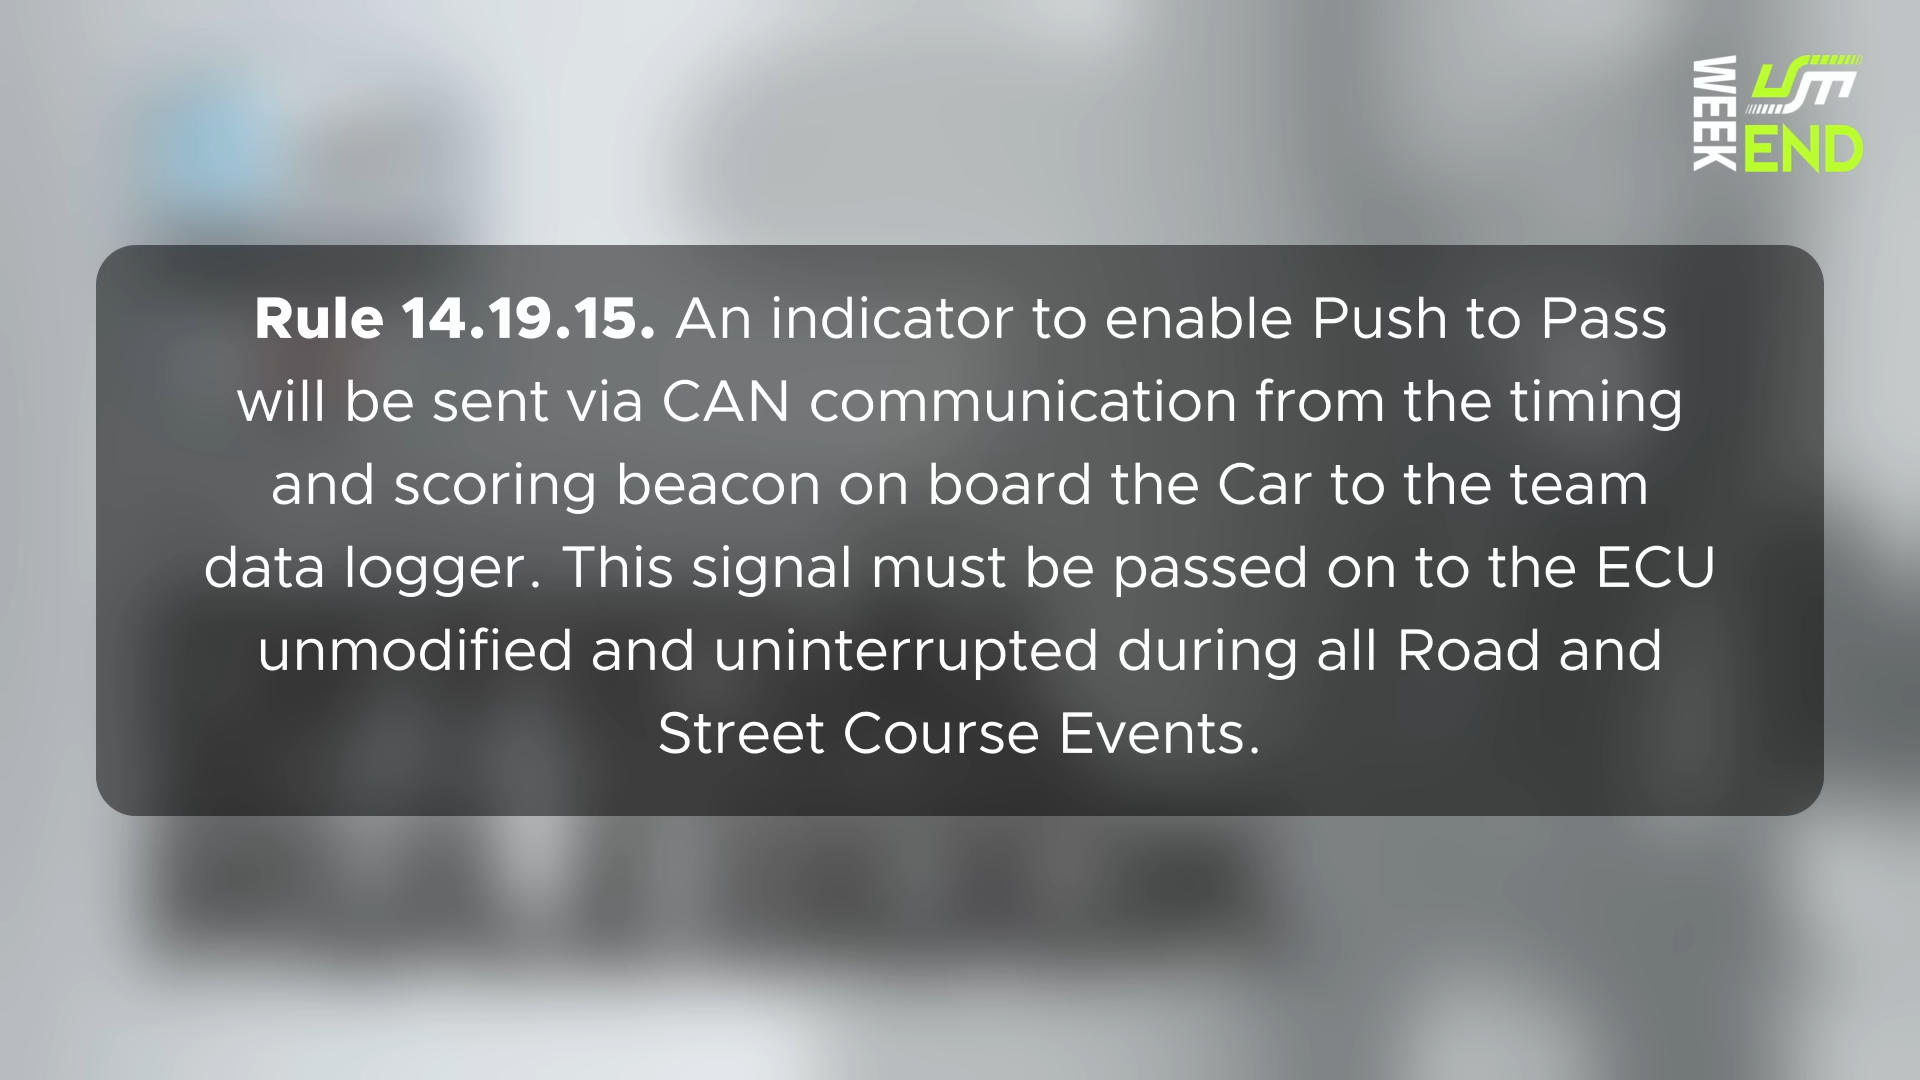 WEEK
END
Rule 14.19.15. An indicator to enable Push to Pass
will be sent via CAN communication from the timing
and scoring beacon on board the Car to the team
data logger. This signal must be passed on to the ECU
unmodified and uninterrupted during all Road and
Street Course Events.